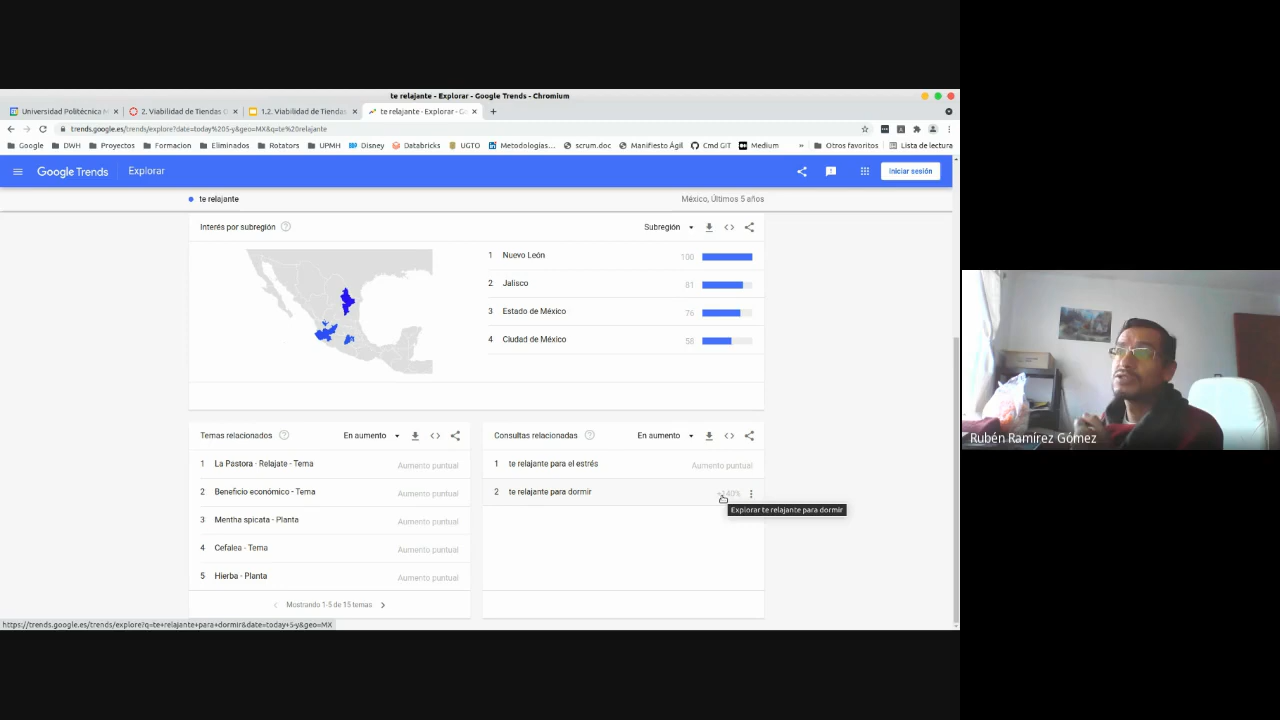 te relajante - Explorar - Google Trends - Chromium
Universidad Politécnica M
2. Viabilidad de Tiendas O
1.2. Viabilidad de Tiendas
te relajante - Explorar - G
trends.google.es/trends/explore?date=today%205-y&geo=MX&q=te%20relajante
Google DWH Proyectos Formacion Eliminados Rotators UPMH Disney Databricks UGTO Metodologías... scrum.doc Manifiesto Ágil Cmd GIT Medium » Otros favoritos Lista de lectura
Google Trends Explorar Iniciar sesión
te relajante México, Últimos 5 años
Interés por subregión Subregión
1 Nuevo León 100
2 Jalisco 81
3 Estado de México 76
4 Ciudad de México 58
Temas relacionados En aumento
1 La Pastora - Relajate - Tema Aumento puntual
2 Beneficio económico - Tema Aumento puntual
3 Mentha spicata - Planta Aumento puntual
4 Cefalea - Tema Aumento puntual
5 Hierba - Planta Aumento puntual
Mostrando 1-5 de 15 temas
Consultas relacionadas En aumento
1 te relajante para el estrés Aumento puntual
2 te relajante para dormir
Explorar te relajante para dormir
https://trends.google.es/trends/explore?q=te+relajante+para+dormir&date=today+5-y&geo=MX
Rubén Ramírez Gómez